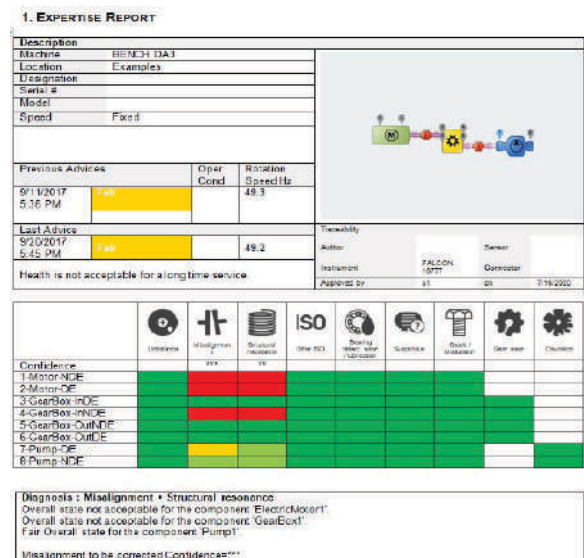 1. EXPERTISE REPORT
Description
Machine BENCH DA3
Location Examples
Designation
Serial #
Model
Speed Fixed
Previous Advices Oper Cond Rotation Speed Hz
9/11/2017 5:36 PM Fair 49.3
Last Advice
9/20/2017 5:45 PM Fair 49.2
Health is not acceptable for a long time service.
M
Traceability
Author Sensor
Instrument FALCON 10777 Connector
Approved by v1 on
ISO
Unbalance Misalignment Structural resonance Other ISO
Gear wear Cavitation
Confidence *** **
1-Motor-NDE
2-Motor-DE
3-GearBox-InDE
4-GearBox-InNDE
5-GearBox-OutNDE
6-GearBox-OutDE
7-Pump-DE
8-Pump-NDE
Diagnosis : Misalignment • Structural resonance
Overall state not acceptable for the component 'ElectricMotor1'.
Overall state not acceptable for the component 'GearBox1'.
Fair Overall state for the component 'Pump1'.
Misalignment to be corrected Confidence=***